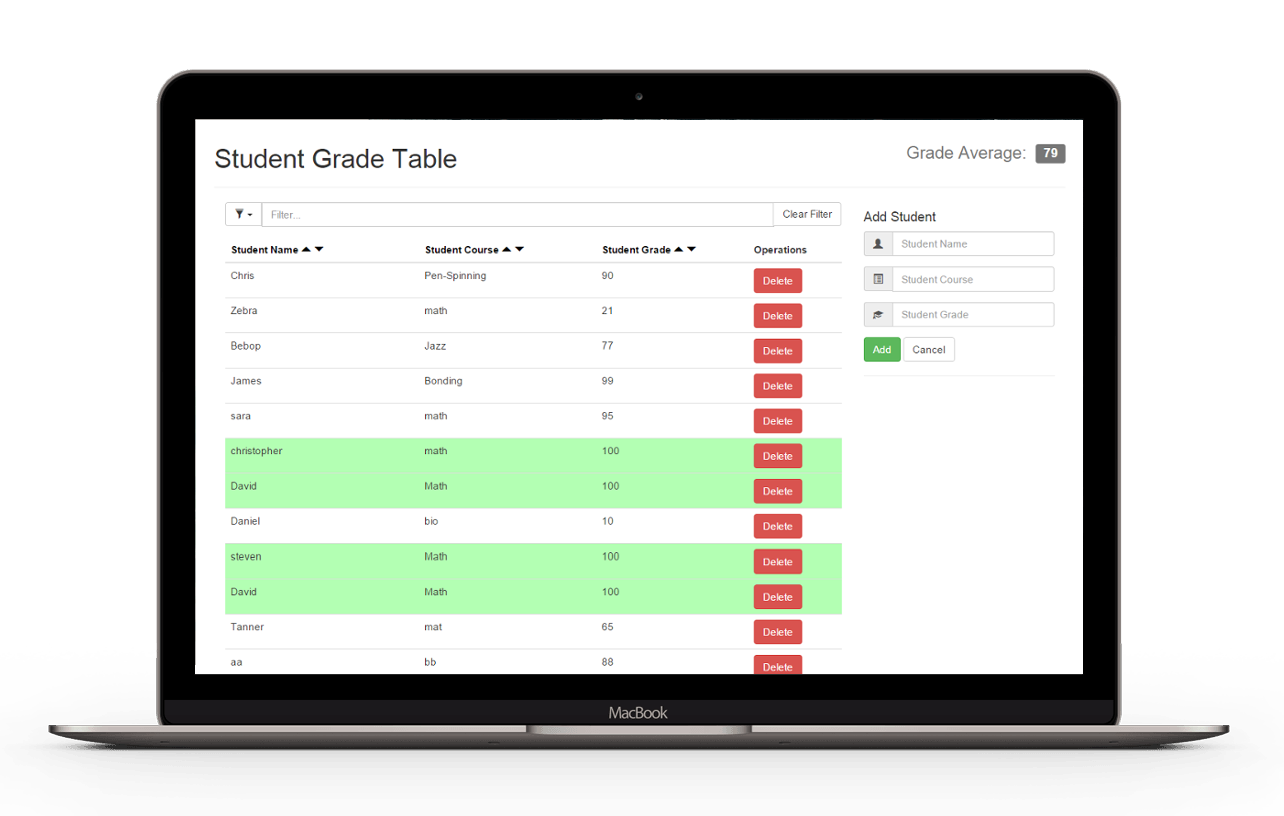 Student Grade Table
Grade Average: 79
Filter...
Clear Filter
Student Name Student Course Student Grade Operations
Chris Pen-Spinning 90 Delete
Zebra math 21 Delete
Bebop Jazz 77 Delete
James Bonding 99 Delete
sara math 95 Delete
christopher math 100 Delete
David Math 100 Delete
Daniel bio 10 Delete
steven Math 100 Delete
David Math 100 Delete
Tanner mat 65 Delete
aa bb 88 Delete
Add Student
Student Name
Student Course
Student Grade
Add Cancel
MacBook